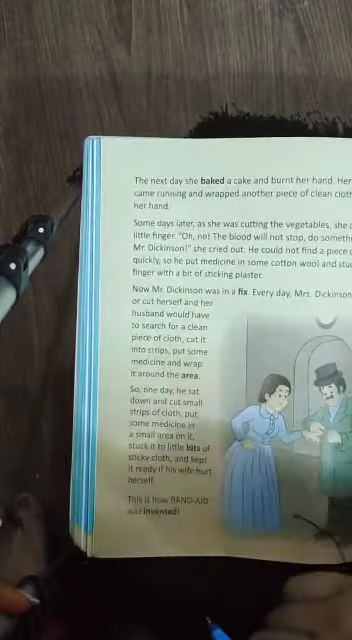 The next day she baked a cake and burnt her hand. Her
came running and wrapped another piece of clean cloth
her hand.
Some days later, as she was cutting the vegetables, she
little finger. "Oh, no! The blood will not stop, do
Mr. Dickinson!" she cried out. He could not find a piece
quickly, so he put medicine in some cotton wool and
finger with a bit of sticking plaster.
Now Mr. Dickinson was in a fix. Every day, Mrs. Dickinson
or cut herself and her
husband would have
to search for a clean
piece of cloth, cut it
into strips, put some
medicine and wrap
it around the area.
So, one day, he sat
down and cut small
strips of cloth, put
some medicine in
a small area on it,
stuck it to little bits of
sticky cloth, and kept
it ready if his wife hurt
herself.
This is how BAND-AID
was invented!